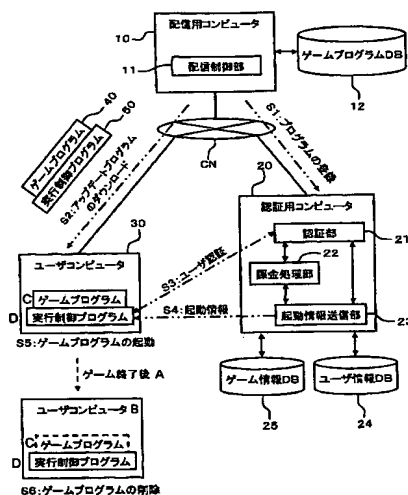 配信用コンピュータ
10
配信制御部
11
ゲームプログラムDB
12
40
50
ゲームプログラム
実行制御プログラム
S2:アップデートプログラム
のダウンロード
CN
S1:プログラムの登録
20
認証用コンピュータ
認証部
21
22
課金処理部
起動情報送信部
23
30
ユーザコンピュータ
C
ゲームプログラム
D
実行制御プログラム
S3:ユーザ認証
S4:起動情報
S5:ゲームプログラムの起動
ゲーム情報DB
25
ユーザ情報DB
24
ゲーム終了後 A
ユーザコンピュータ B
C
ゲームプログラム
D
実行制御プログラム
S6:ゲームプログラムの削除